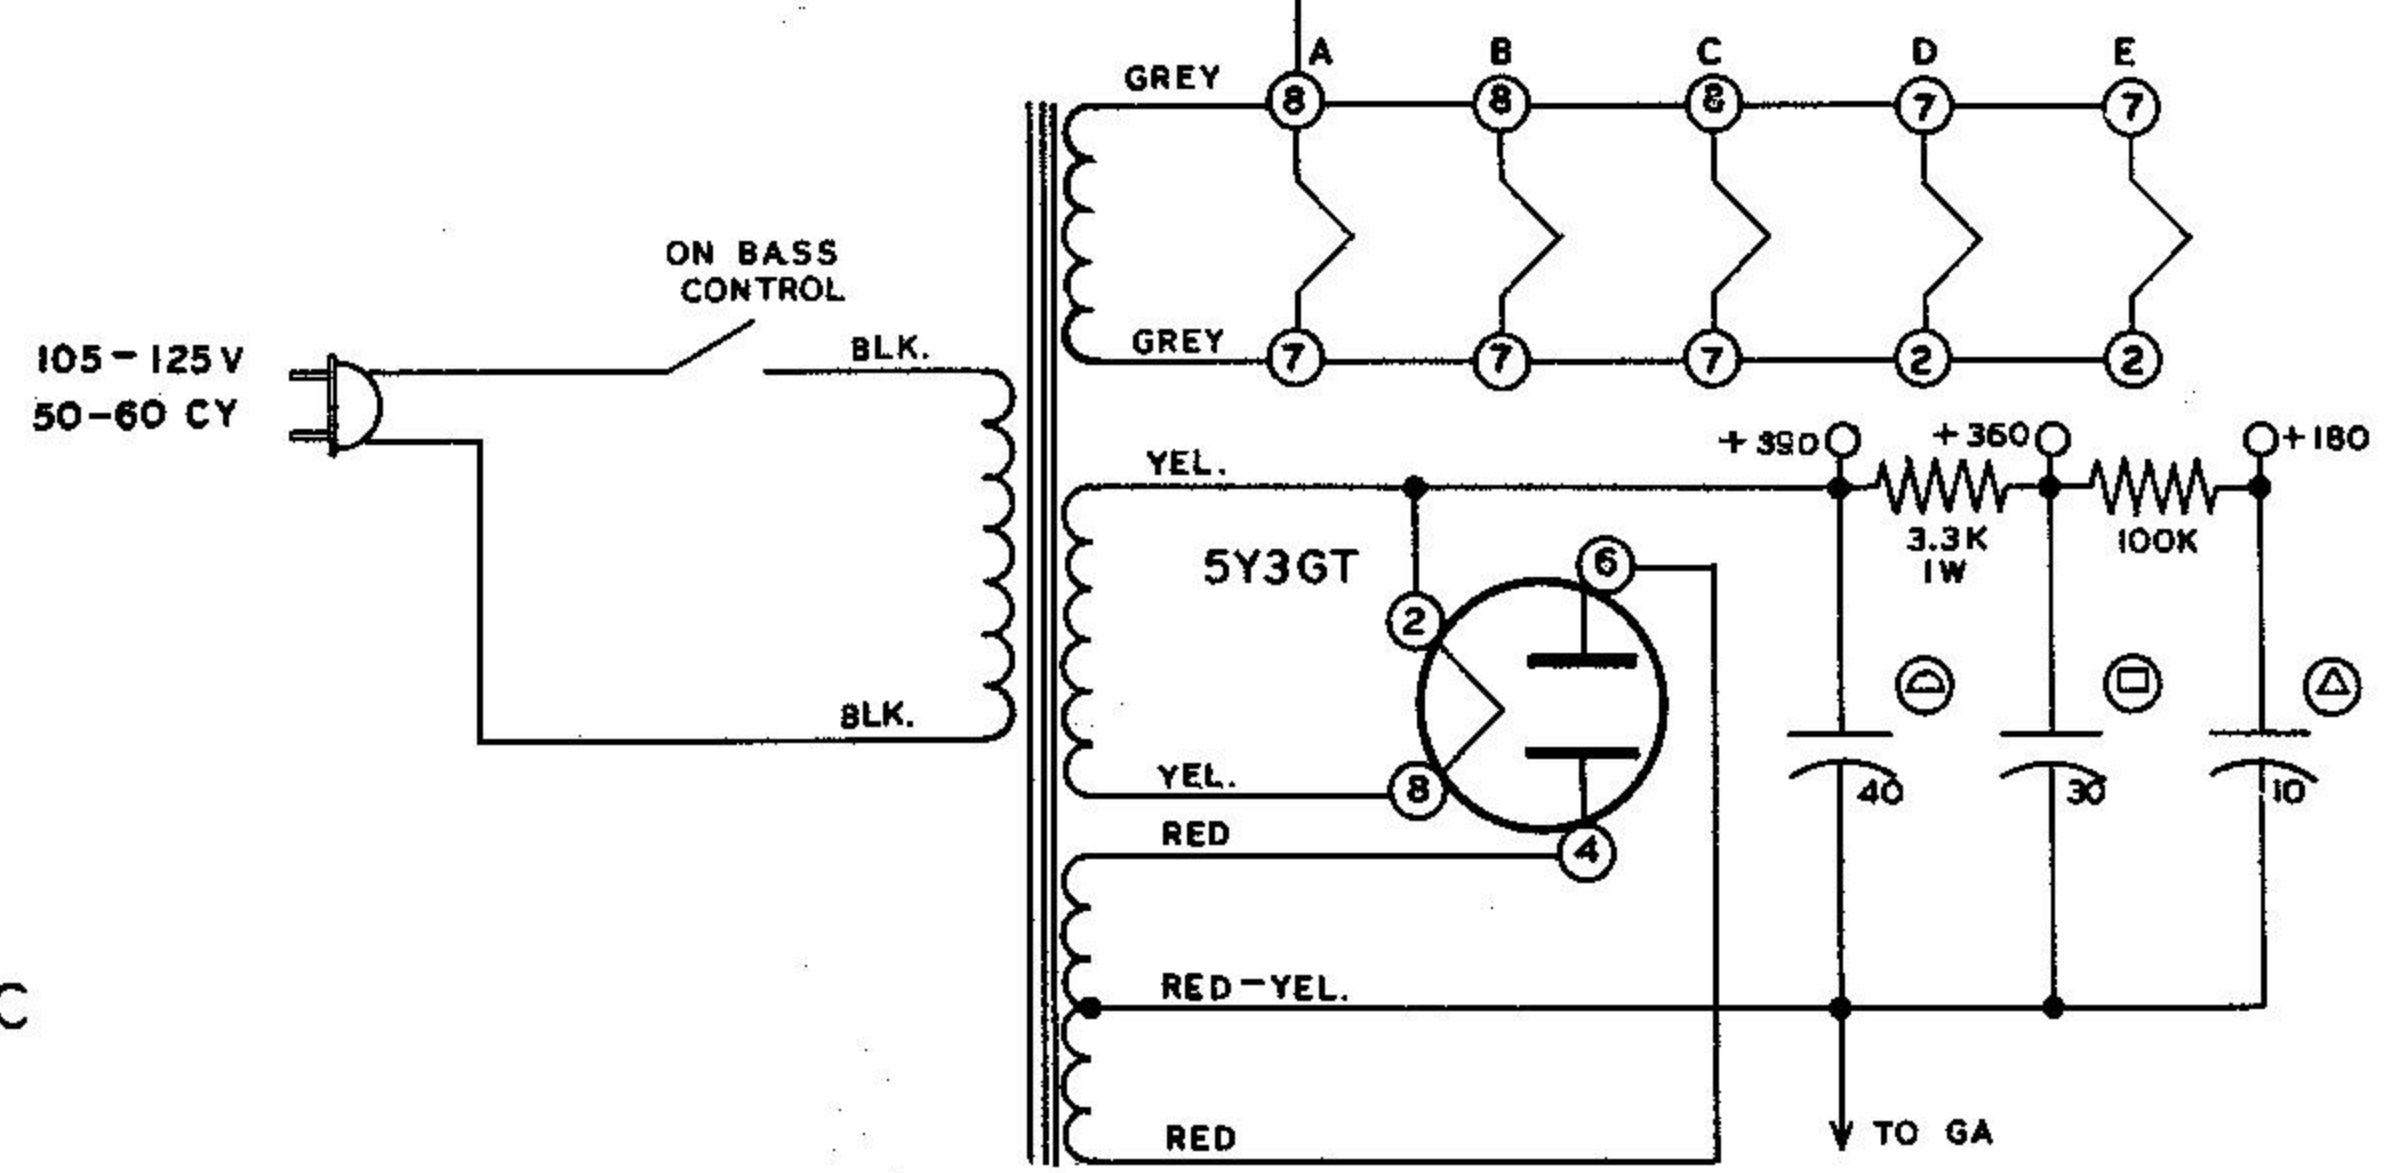 A B C D E
GREY 8 8 8 7 7
ON BASS
CONTROL
GREY 7 7 7 2 2
105-125V
50-60 CY
BLK.
BLK.
YEL.
+390 +360 +180
5Y3GT
6
2
3.3K
1W
100K
YEL.
8
40 30 10
RED
4
RED-YEL.
C
RED
TO GA